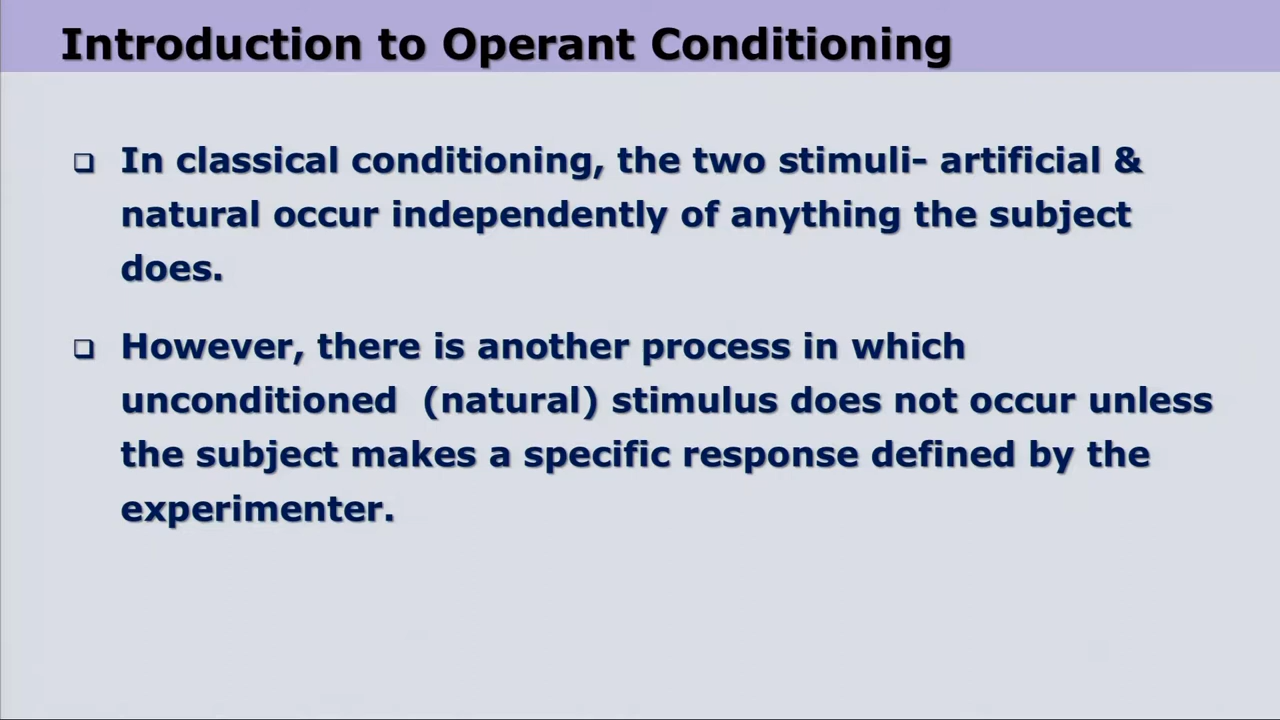 Introduction to Operant Conditioning
❑ In classical conditioning, the two stimuli- artificial &
natural occur independently of anything the subject
does.
❑ However, there is another process in which
unconditioned  (natural) stimulus does not occur unless
the subject makes a specific response defined by the
experimenter.